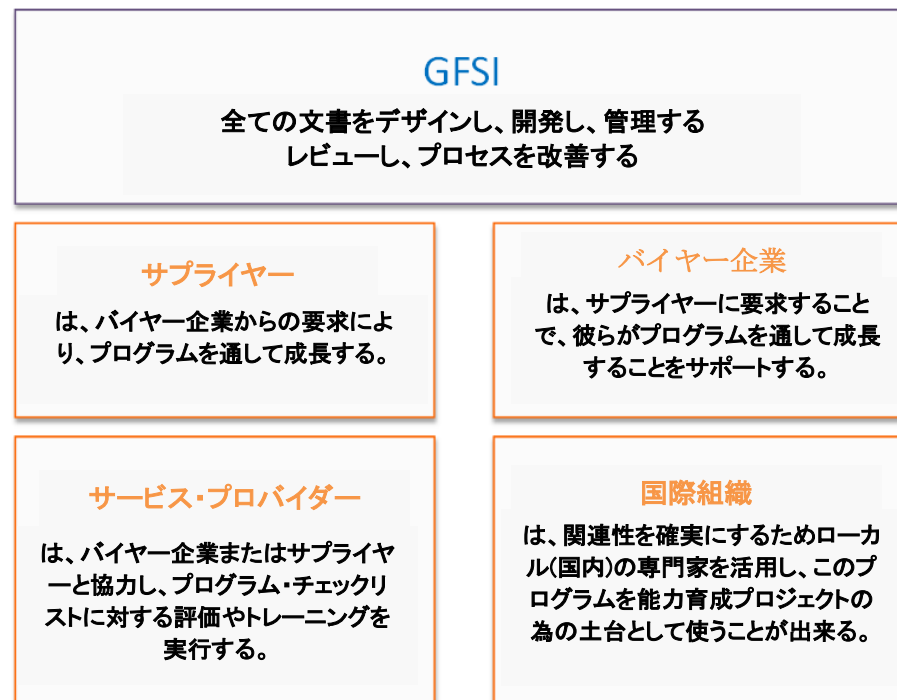 GFSI
全ての文書をデザインし、開発し、管理する
レビューし、プロセスを改善する
サプライヤー
は、バイヤー企業からの要求によ
り、プログラムを通して成長する。
バイヤー企業
は、サプライヤーに要求すること
で、彼らがプログラムを通して成長
することをサポートする。
サービス・プロバイダー
は、バイヤー企業またはサプライヤ
ーと協力し、プログラム・チェックリ
ストに対する評価やトレーニングを
実行する。
国際組織
は、関連性を確実にするためローカ
ル(国内)の専門家を活用し、このプ
ログラムを能力育成プロジェクトの
為の土台として使うことが出来る。